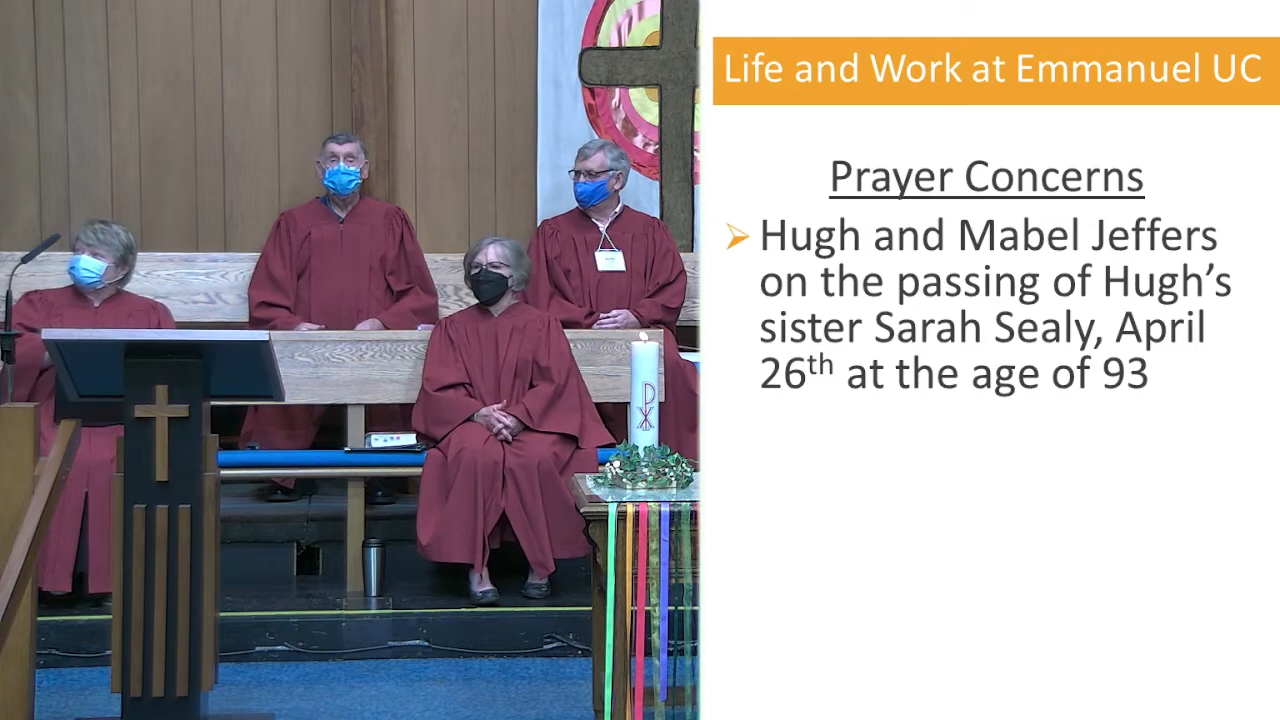 Life and Work at Emmanuel UC
Prayer Concerns
Hugh and Mabel Jeffers
on the passing of Hugh’s
sister Sarah Sealy, April
26th at the age of 93